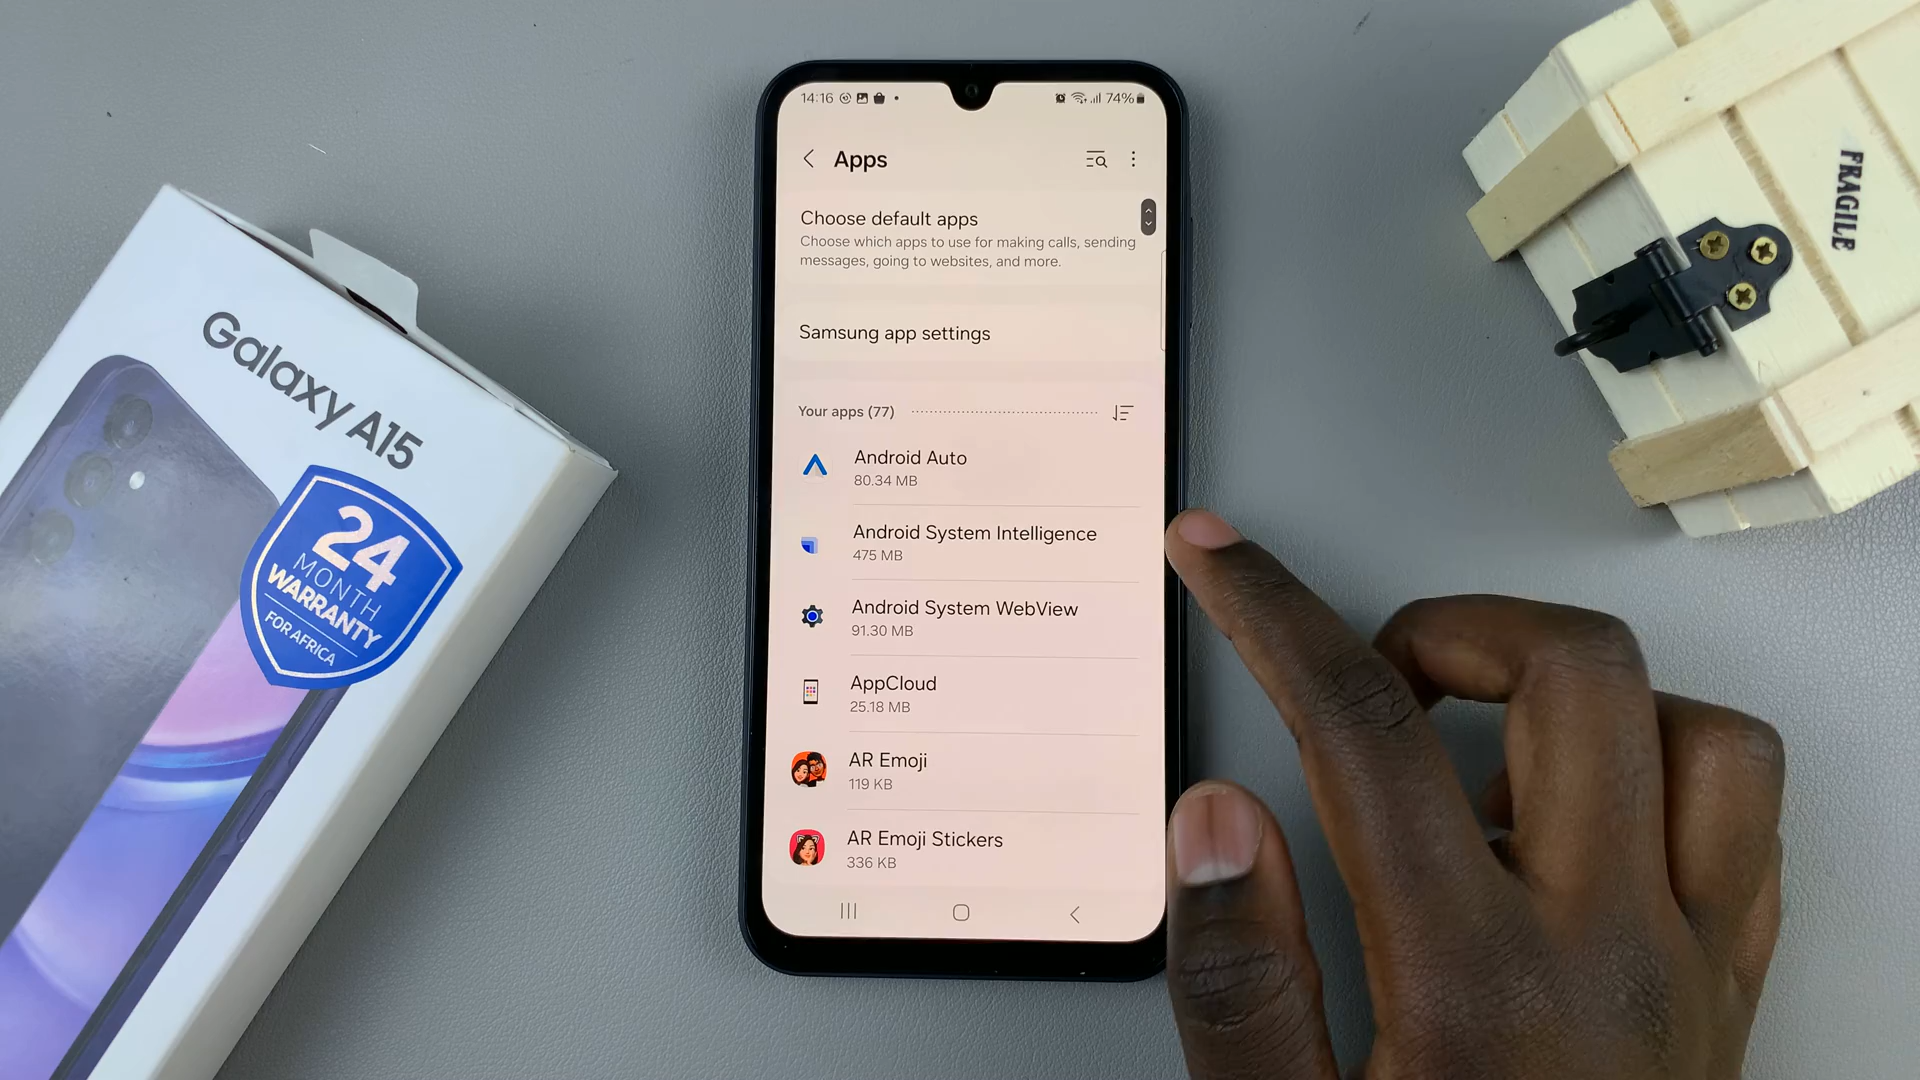 14:16
74%
Apps
Choose default apps
Choose which apps to use for making calls, sending
messages, going to websites, and more.
Samsung app settings
Your apps (77)
Android Auto
80.34 MB
Android System Intelligence
475 MB
Android System WebView
91.30 MB
AppCloud
25.18 MB
AR Emoji
119 KB
AR Emoji Stickers
336 KB
Galaxy A15
24
MONTH
WARRANTY
FOR AFRICA
FRAGILE